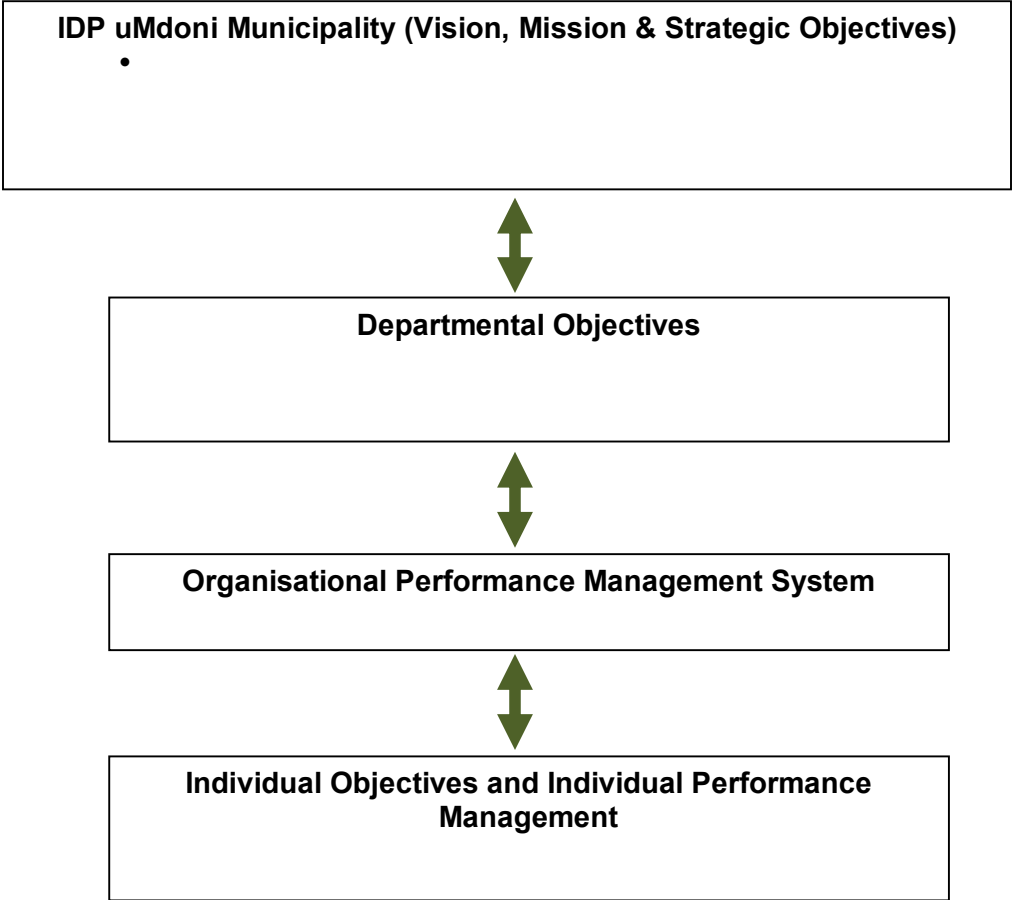 IDP uMdoni Municipality (Vision, Mission & Strategic Objectives)
•
Departmental Objectives
Organisational Performance Management System
Individual Objectives and Individual Performance
Management